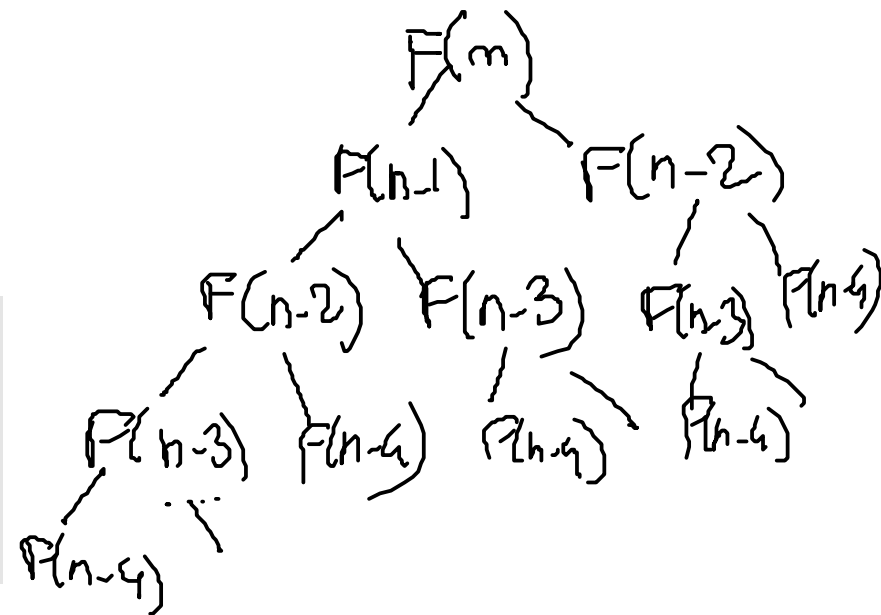 F(n)
F(n-1) F(n-2)
F(n-2) F(n-3) F(n-3) F(n-4)
F(n-3) F(n-4) F(n-4) F(n-4)
....
F(n-4)